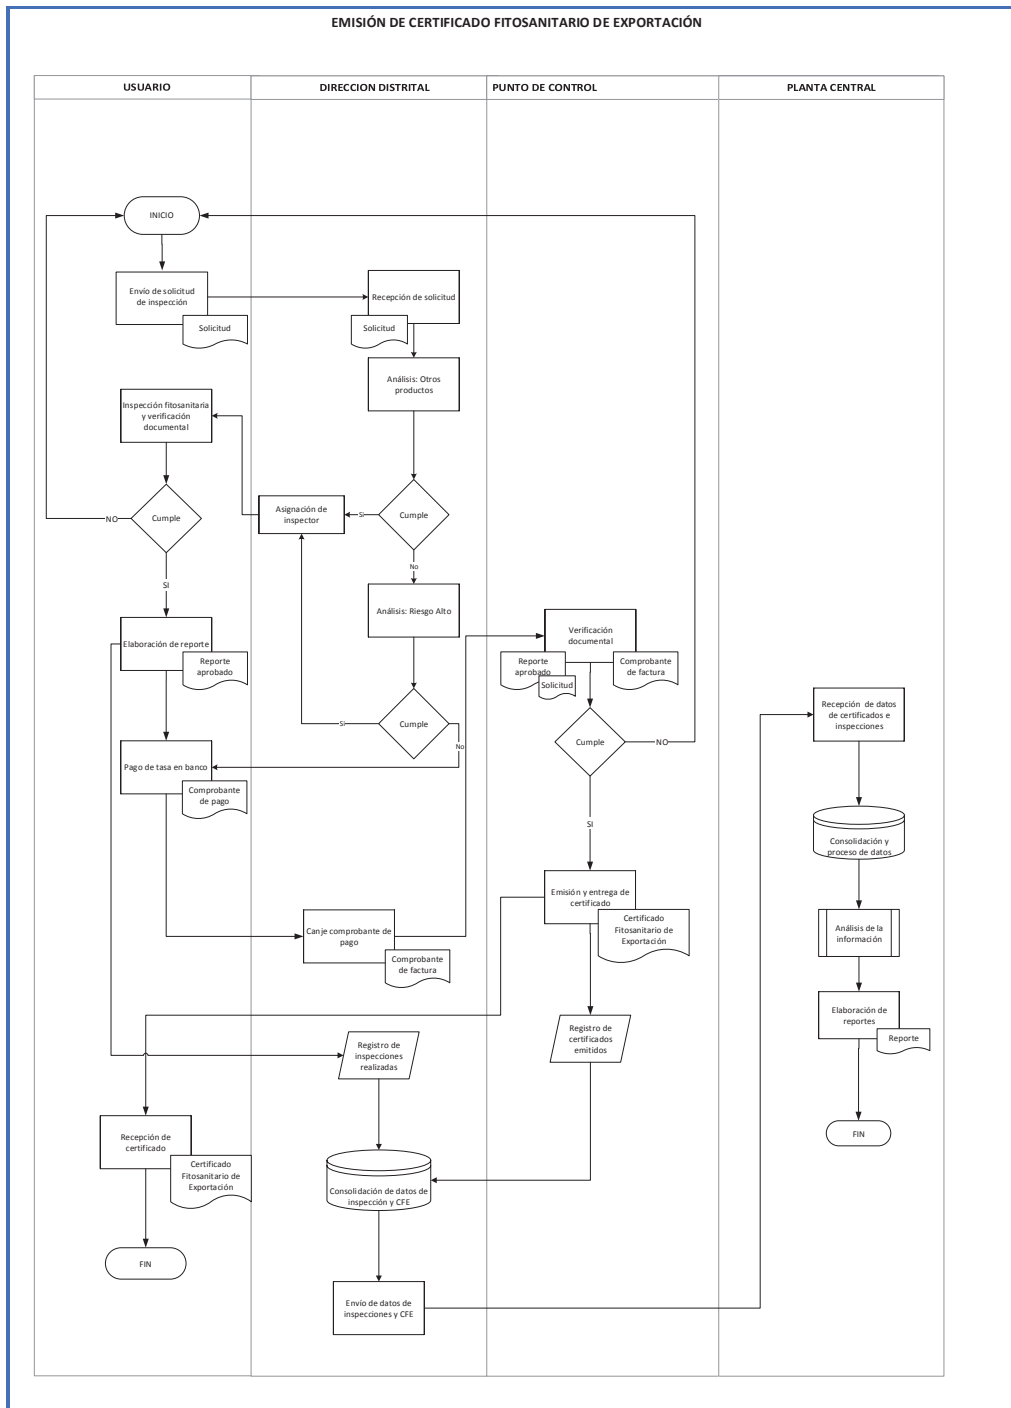 EMISIÓN DE CERTIFICADO FITOSANITARIO DE EXPORTACIÓN
USUARIO
DIRECCION DISTRITAL
PUNTO DE CONTROL
PLANTA CENTRAL
INICIO
Envío de solicitud
de inspección
Solicitud
Recepción de solicitud
Solicitud
Análisis: Otros
productos
Inspección fitosanitaria
y verificación
documental
Cumple
NO
SI
Asignación de
inspector
Si
Cumple
No
Análisis: Riesgo Alto
Cumple
Si
No
Elaboración de reporte
Reporte
aprobado
Pago de tasa en banco
Comprobante
de pago
Verificación
documental
Reporte
aprobado
Solicitud
Comprobante
de factura
Cumple
NO
SI
Recepción de datos
de certificados e
inspecciones
Consolidación y
proceso de datos
Análisis de la
información
Elaboración de
reportes
Reporte
FIN
Emisión y entrega de
certificado
Certificado
Fitosanitario de
Exportación
Canje comprobante de
pago
Comprobante
de factura
Registro de
certificados
emitidos
Registro de
inspecciones
realizadas
Recepción de
certificado
Certificado
Fitosanitario de
Exportación
FIN
Consolidación de datos de
inspección y CFE
Envío de datos de
inspecciones y CFE